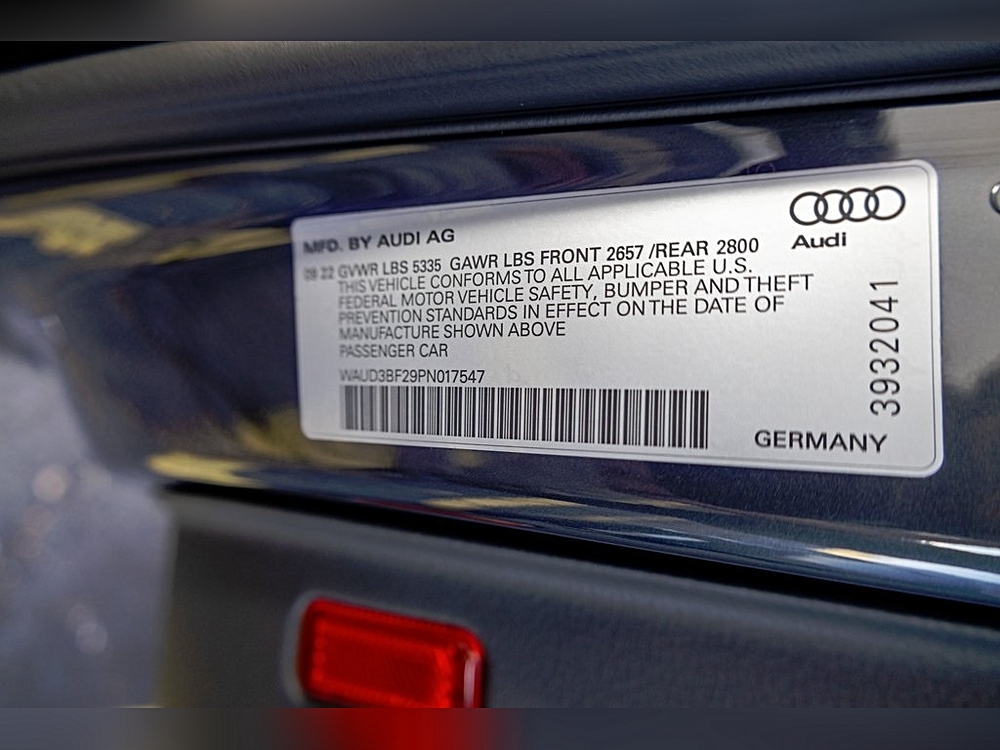 MFD. BY AUDI AG
09 22 GVWR LBS 5335 GAWR LBS FRONT 2657 /REAR 2800
THIS VEHICLE CONFORMS TO ALL APPLICABLE U.S.
FEDERAL MOTOR VEHICLE SAFETY, BUMPER AND THEFT
PREVENTION STANDARDS IN EFFECT ON THE DATE OF
MANUFACTURE SHOWN ABOVE
PASSENGER CAR
WAUD3BF29PN017547
Audi
3932041
GERMANY